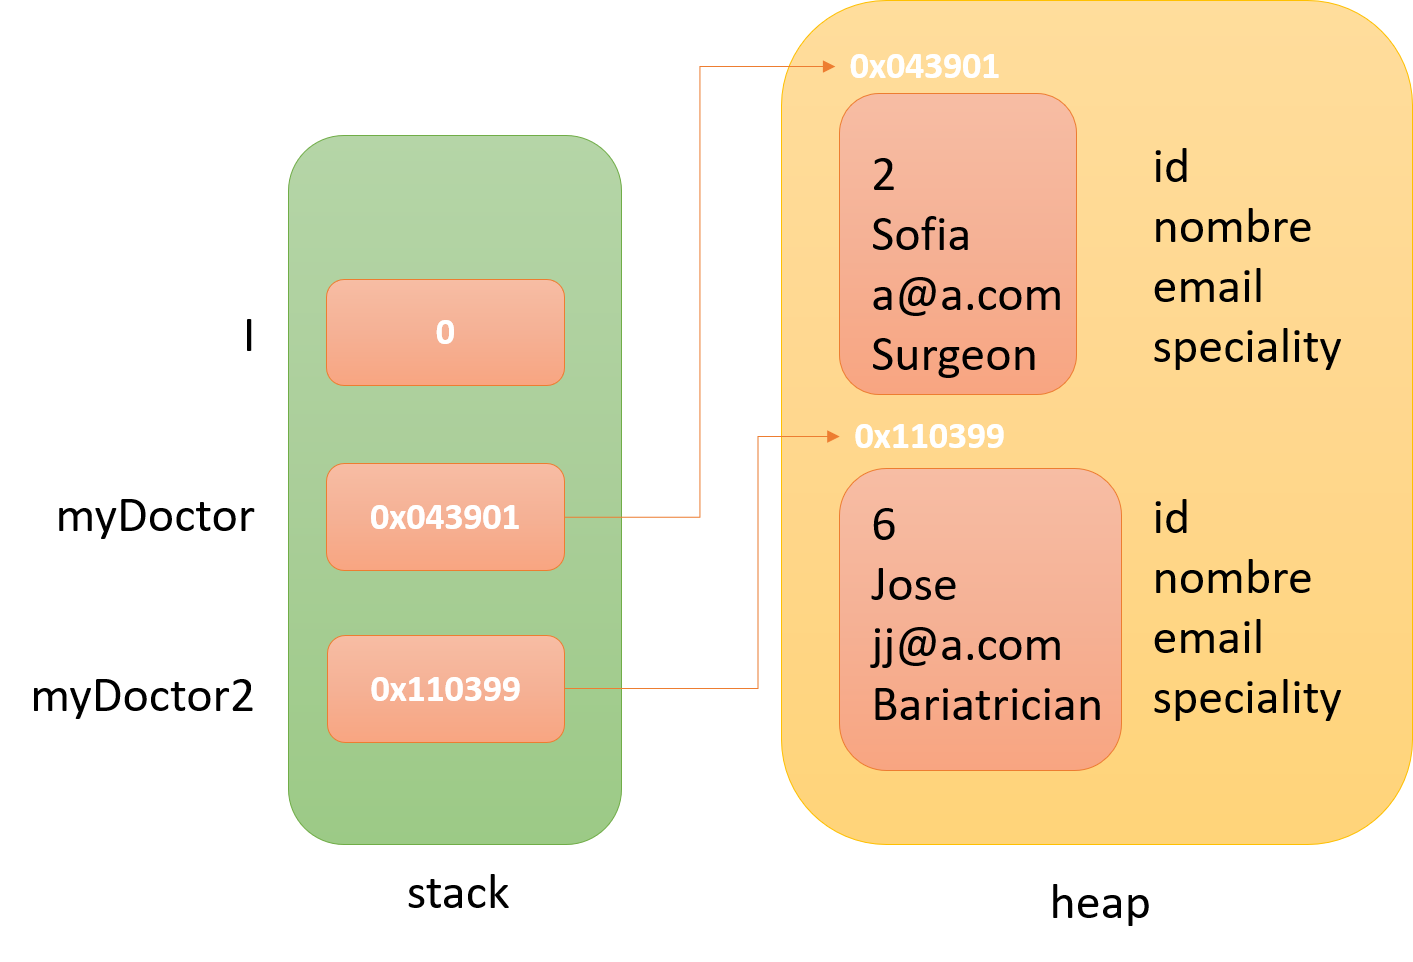 I
0
myDoctor
0x043901
myDoctor2
0x110399
stack
0x043901
2
Sofia
a@a.com
Surgeon
id
nombre
email
speciality
0x110399
6
Jose
jj@a.com
Bariatrician
id
nombre
email
speciality
heap